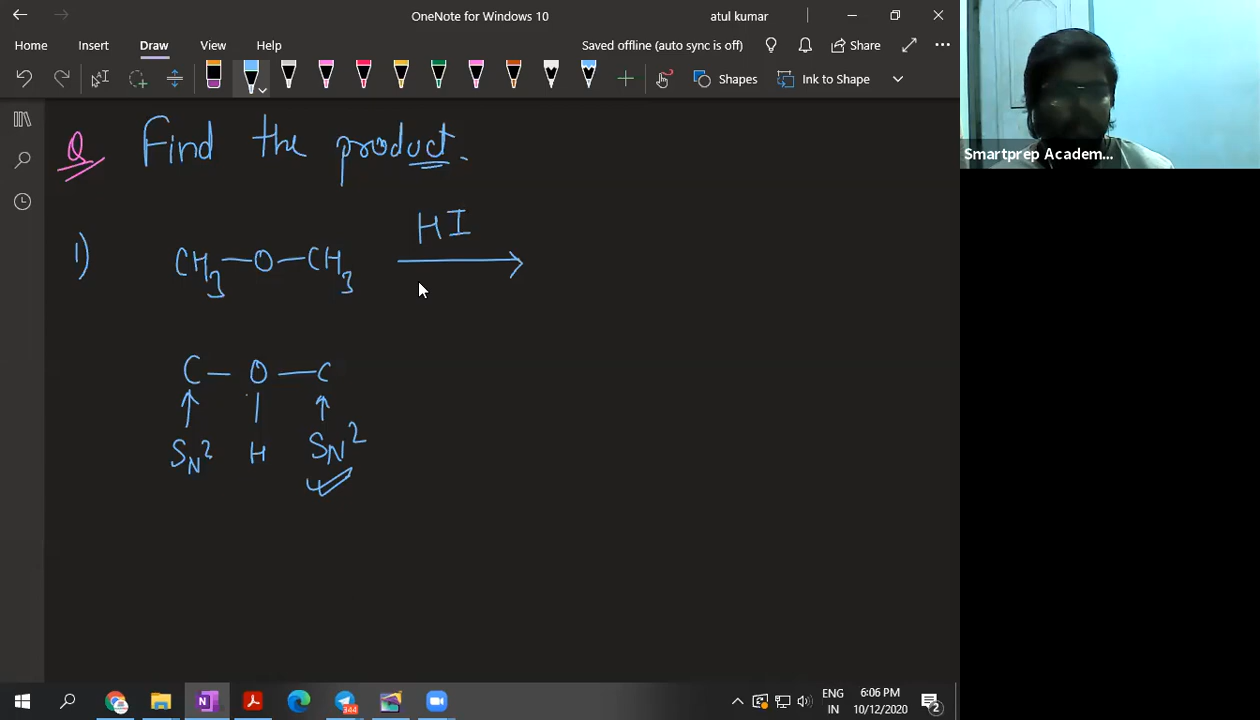 OneNote for Windows 10
atul kumar
Home Insert Draw View Help
Saved offline (auto sync is off)
Share
Shapes
Ink to Shape
Smartprep Academ...
Q Find the product.
HI
1) CH3—O—CH3
C — O — C
SN2 H SN2
344
ENG
IN
6:06 PM
10/12/2020
2